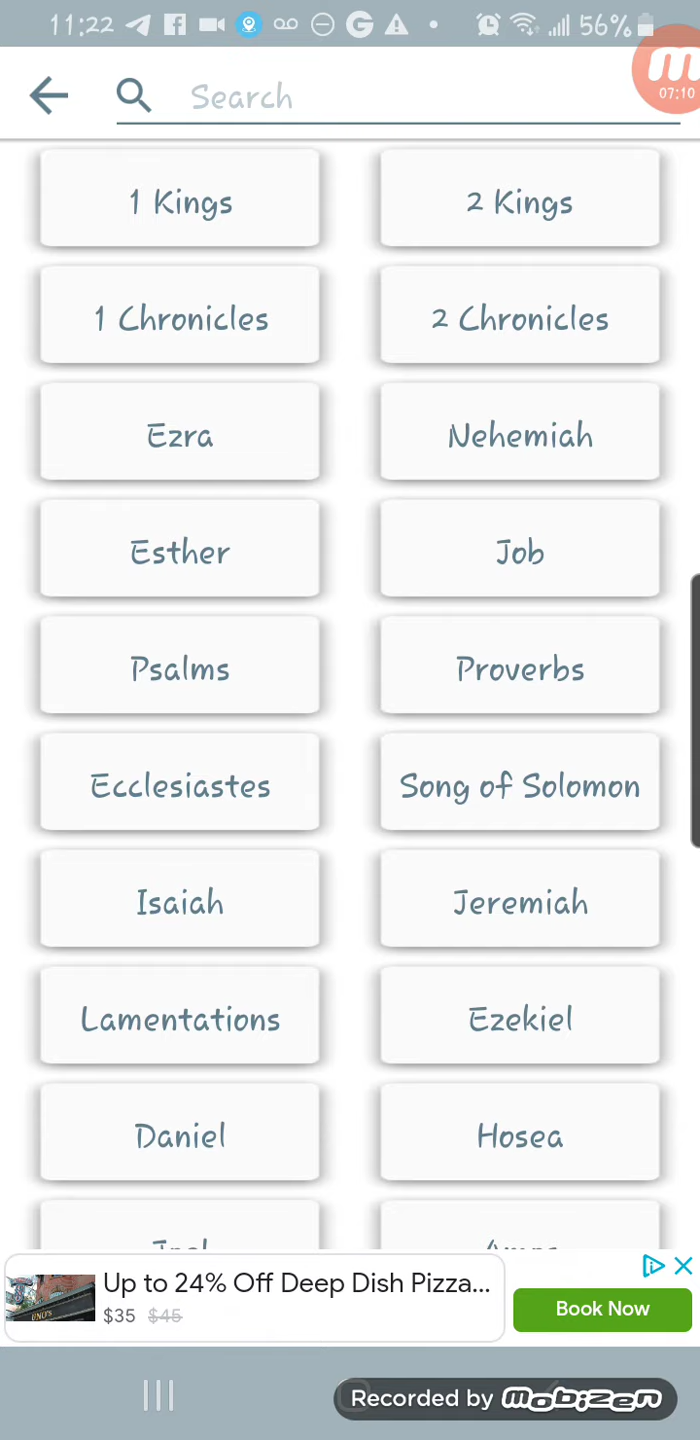 11:22
56%
Search
07:10
1 Kings
2 Kings
1 Chronicles
2 Chronicles
Ezra
Nehemiah
Esther
Job
Psalms
Proverbs
Ecclesiastes
Song of Solomon
Isaiah
Jeremiah
Lamentations
Ezekiel
Daniel
Hosea
Up to 24% Off Deep Dish Pizza...
$35 $45
Book Now
Recorded by mobizen